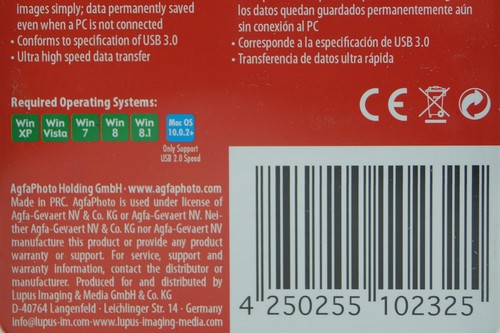 images simply; data permanently saved
even when a PC is not connected
• Conforms to specification of USB 3.0
• Ultra high speed data transfer
los datos quedan guardados permanentemente aún
sin conexión al PC
• Corresponde a la especificación de USB 3.0
• Transferencia de datos ultra rápida
CE
Required Operating Systems:
Win XP
Win Vista
Win 7
Win 8
Win 8.1
Mac OS 10.0.2+
Only Support
USB 2.0 Speed
AgfaPhoto Holding GmbH · www.agfaphoto.com
Made in PRC. AgfaPhoto is used under license of
Agfa-Gevaert NV & Co. KG or Agfa-Gevaert NV. Nei-
ther Agfa-Gevaert NV & Co. KG nor Agfa-Gevaert NV
manufacture this product or provide any product
warranty or support. For service, support and
warranty information, contact the distributor or
manufacturer. Produced for and distributed by
Lupus Imaging & Media GmbH & Co. KG
D-40764 Langenfeld - Leichlinger Str. 14 - Germany
info@lupus-im.com · www.lupus-imaging-media.com
4 250255 102325